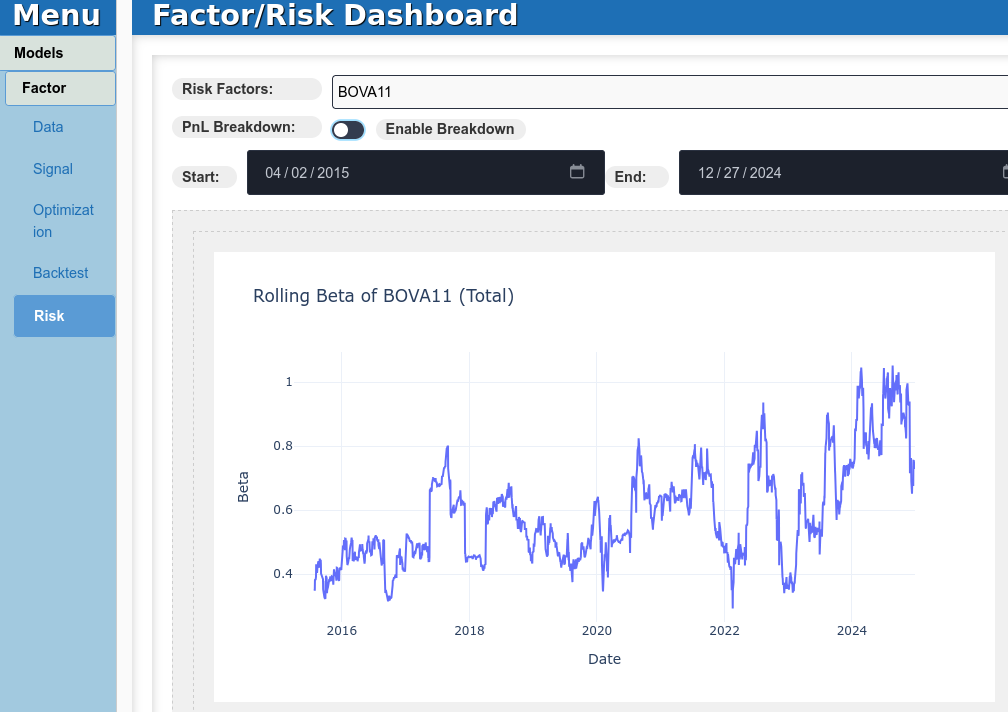 Menu
Factor/Risk Dashboard
Models
Factor
Data
Signal
Optimizat
ion
Backtest
Risk
Risk Factors:
BOVA11
PnL Breakdown:
Enable Breakdown
Start:
04 / 02 / 2015
End:
12 / 27 / 2024
Rolling Beta of BOVA11 (Total)
1
0.8
0.6
0.4
Beta
2016
2018
2020
2022
2024
Date